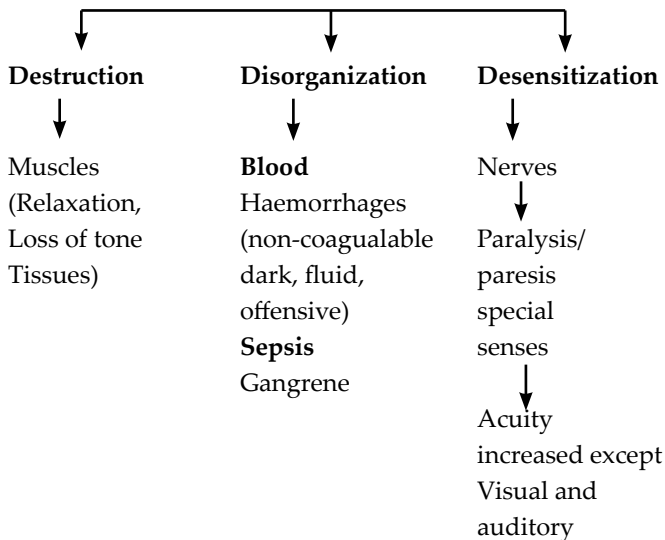 Destruction
Muscles
(Relaxation,
Loss of tone
Tissues)
Disorganization
Blood
Haemorrhages
(non-coagualable
dark, fluid,
offensive)
Sepsis
Gangrene
Desensitization
Nerves
Paralysis/
paresis
special
senses
Acuity
increased except
Visual and
auditory